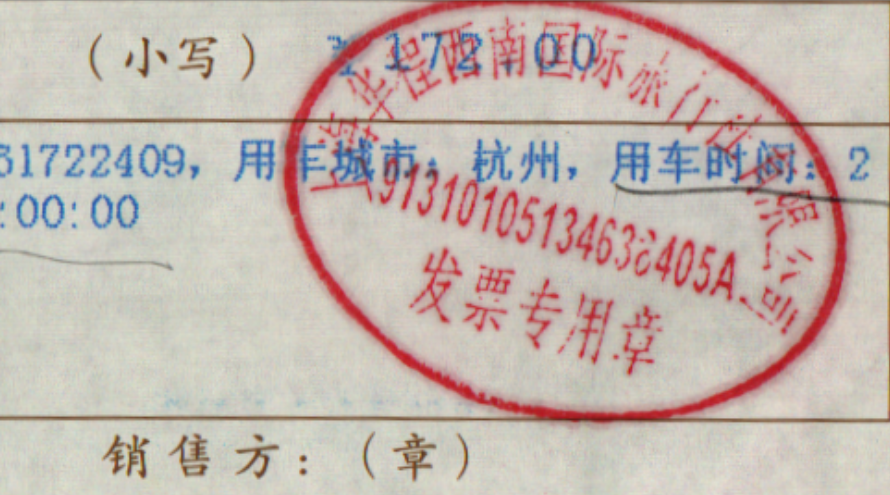 (小写) ¥172.00
61722409, 用车城市: 杭州, 用车时间: 2
:00:00
上海华程西南国际旅行社有限公司
91310105134638405A
发票专用章
销售方: (章)